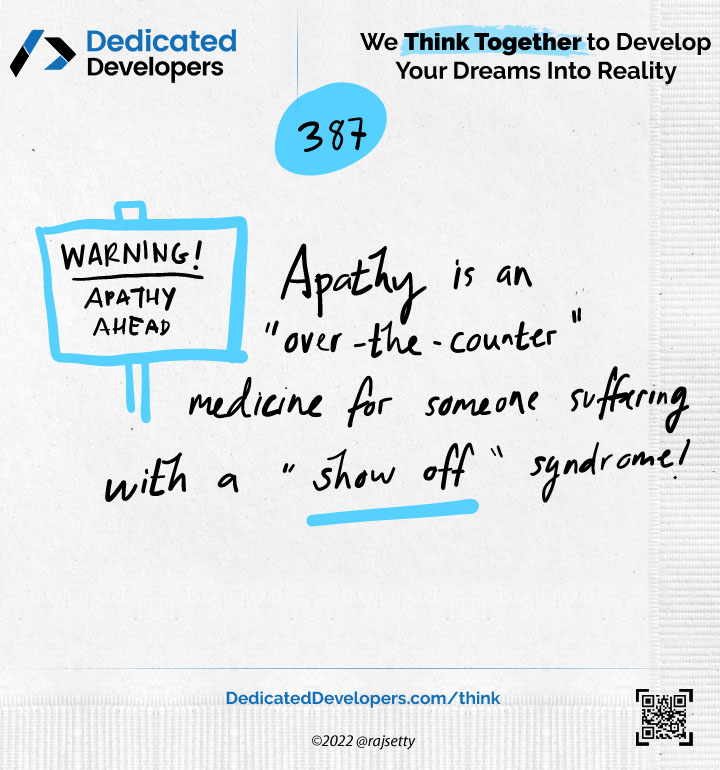 Dedicated
Developers
We Think Together to Develop
Your Dreams Into Reality
387
WARNING!
APATHY
AHEAD
Apathy is an
"over-the-counter"
medicine for someone suffering
with a "show off" syndrome!
DedicatedDevelopers.com/think
©2022 @rajsetty